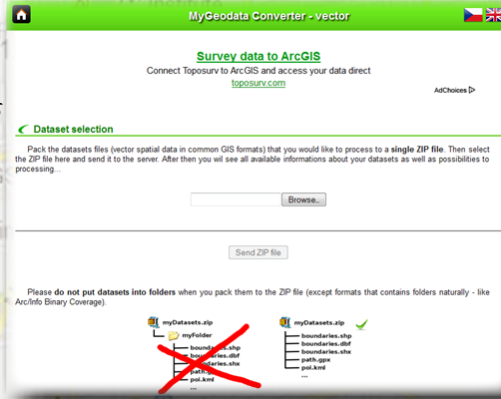 MyGeodata Converter - vector
Survey data to ArcGIS
Connect Toposurv to ArcGIS and access your data direct
toposurv.com
AdChoices
Dataset selection
Pack the datasets files (vector spatial data in common GIS formats) that you would like to process to a single ZIP file. Then select
the ZIP file here and send it to the server. After then you wil see all available informations about your datasets as well as possibilities to
processing...
Browse..
Send ZIP file
Please do not put datasets into folders when you pack them to the ZIP file (except formats that contains folders naturally - like
Arc/Info Binary Coverage).
myDatasets.zip
myFolder
boundaries.shp
boundaries.dbf
boundaries.shx
path.gpx
poi.kml
...
myDatasets.zip
boundaries.shp
boundaries.dbf
boundaries.shx
path.gpx
poi.kml
...